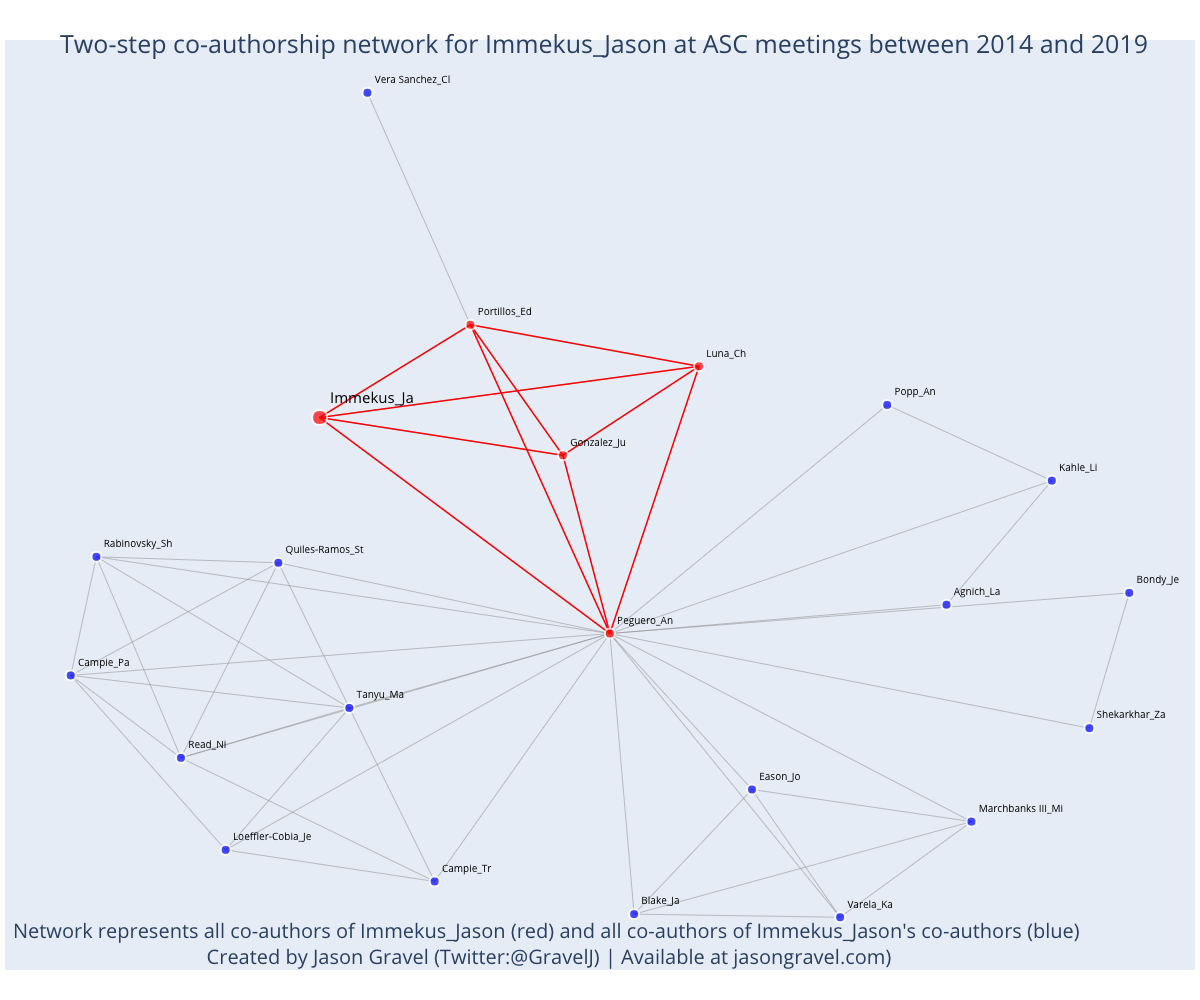 Two-step co-authorship network for Immekus_Jason at ASC meetings between 2014 and 2019
Vera Sanchez_Cl
Portillos_Ed
Luna_Ch
Immekus_Ja
Popp_An
Gonzalez_Ju
Kahle_Li
Rabinovsky_Sh
Quiles-Ramos_St
Bondy_Je
Agnich_La
Peguero_An
Campie_Pa
Tanyu_Ma
Shekarkhar_Za
Read_Ni
Eason_Jo
Marchbanks III_Mi
Loeffler-Cobia_Je
Campie_Tr
Blake_Ja
Varela_Ka
Network represents all co-authors of Immekus_Jason (red) and all co-authors of Immekus_Jason's co-authors (blue)
Created by Jason Gravel (Twitter:@GravelJ) | Available at jasongravel.com)